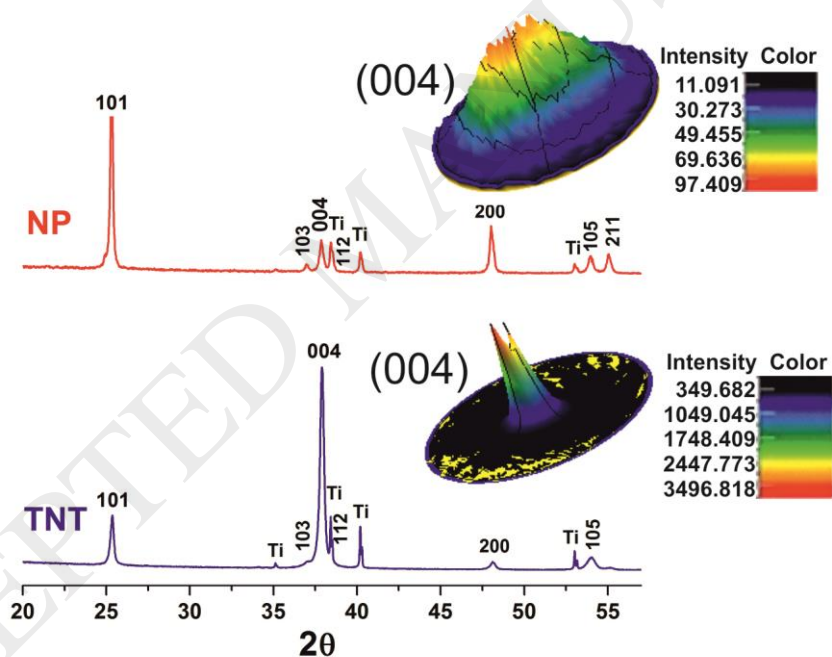 (004)
Intensity Color
11.091
30.273
49.455
69.636
97.409
101
NP
103
004
Ti
112
Ti
200
Ti
105
211
(004)
Intensity Color
349.682
1049.045
1748.409
2447.773
3496.818
004
101
TNT
Ti
103
Ti
112
Ti
200
Ti
105
20 25 30 35 40 45 50 55
2θ